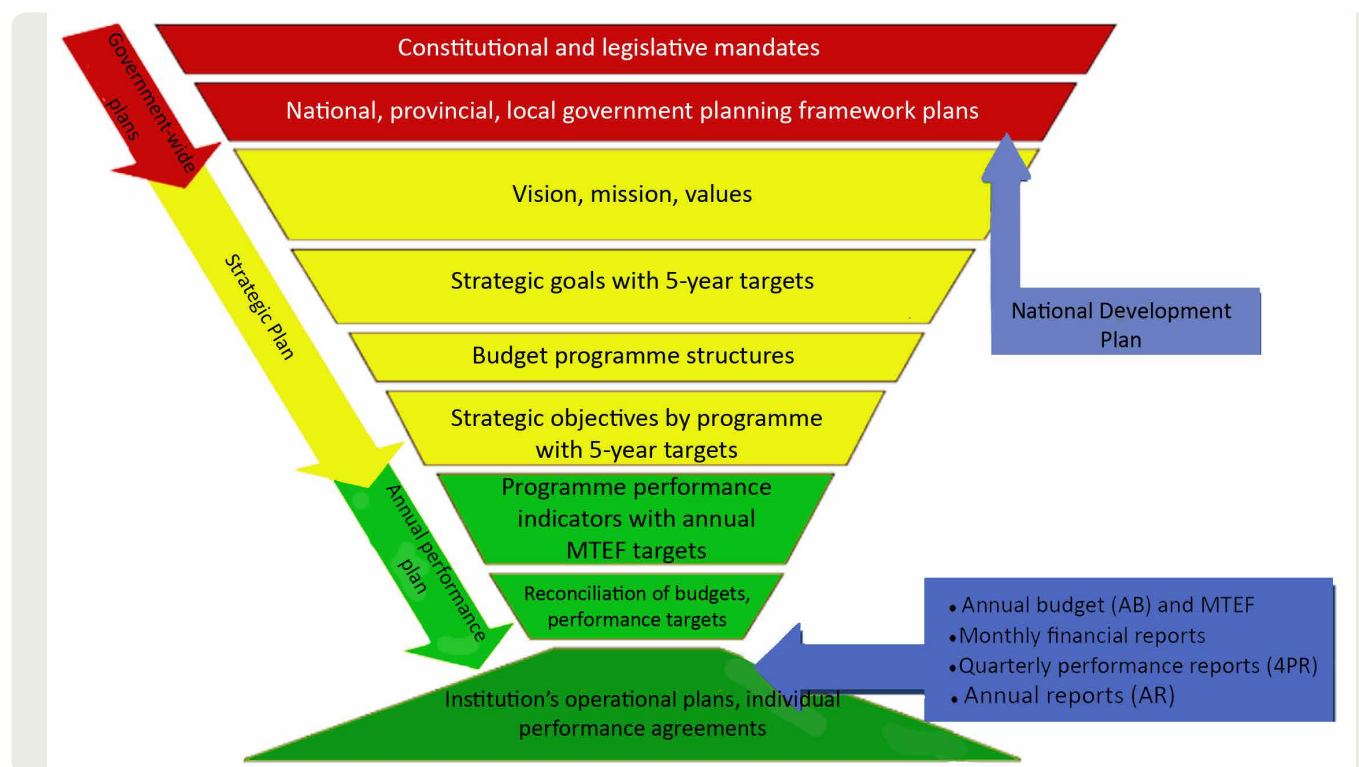 Government-wide
plans
Constitutional and legislative mandates
National, provincial, local government planning framework plans
Vision, mission, values
Strategic Plan
Strategic goals with 5-year targets
National Development
Plan
Budget programme structures
Strategic objectives by programme
with 5-year targets
Annual performance
plan
Programme performance
indicators with annual
MTEF targets
Reconciliation of budgets,
performance targets
• Annual budget (AB) and MTEF
• Monthly financial reports
• Quarterly performance reports (4PR)
• Annual reports (AR)
Institution's operational plans, individual
performance agreements